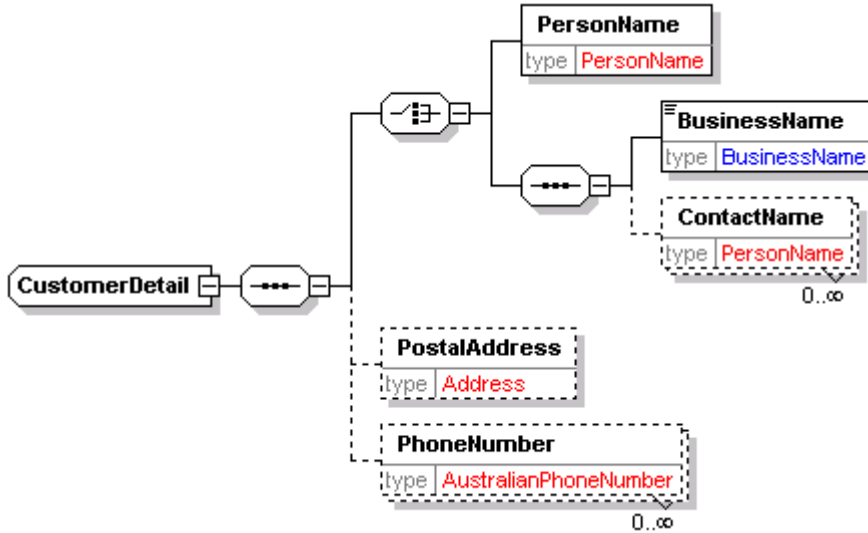 PersonName
type PersonName
BusinessName
type BusinessName
ContactName
type PersonName
0..∞
CustomerDetail
PostalAddress
type Address
PhoneNumber
type AustralianPhoneNumber
0..∞